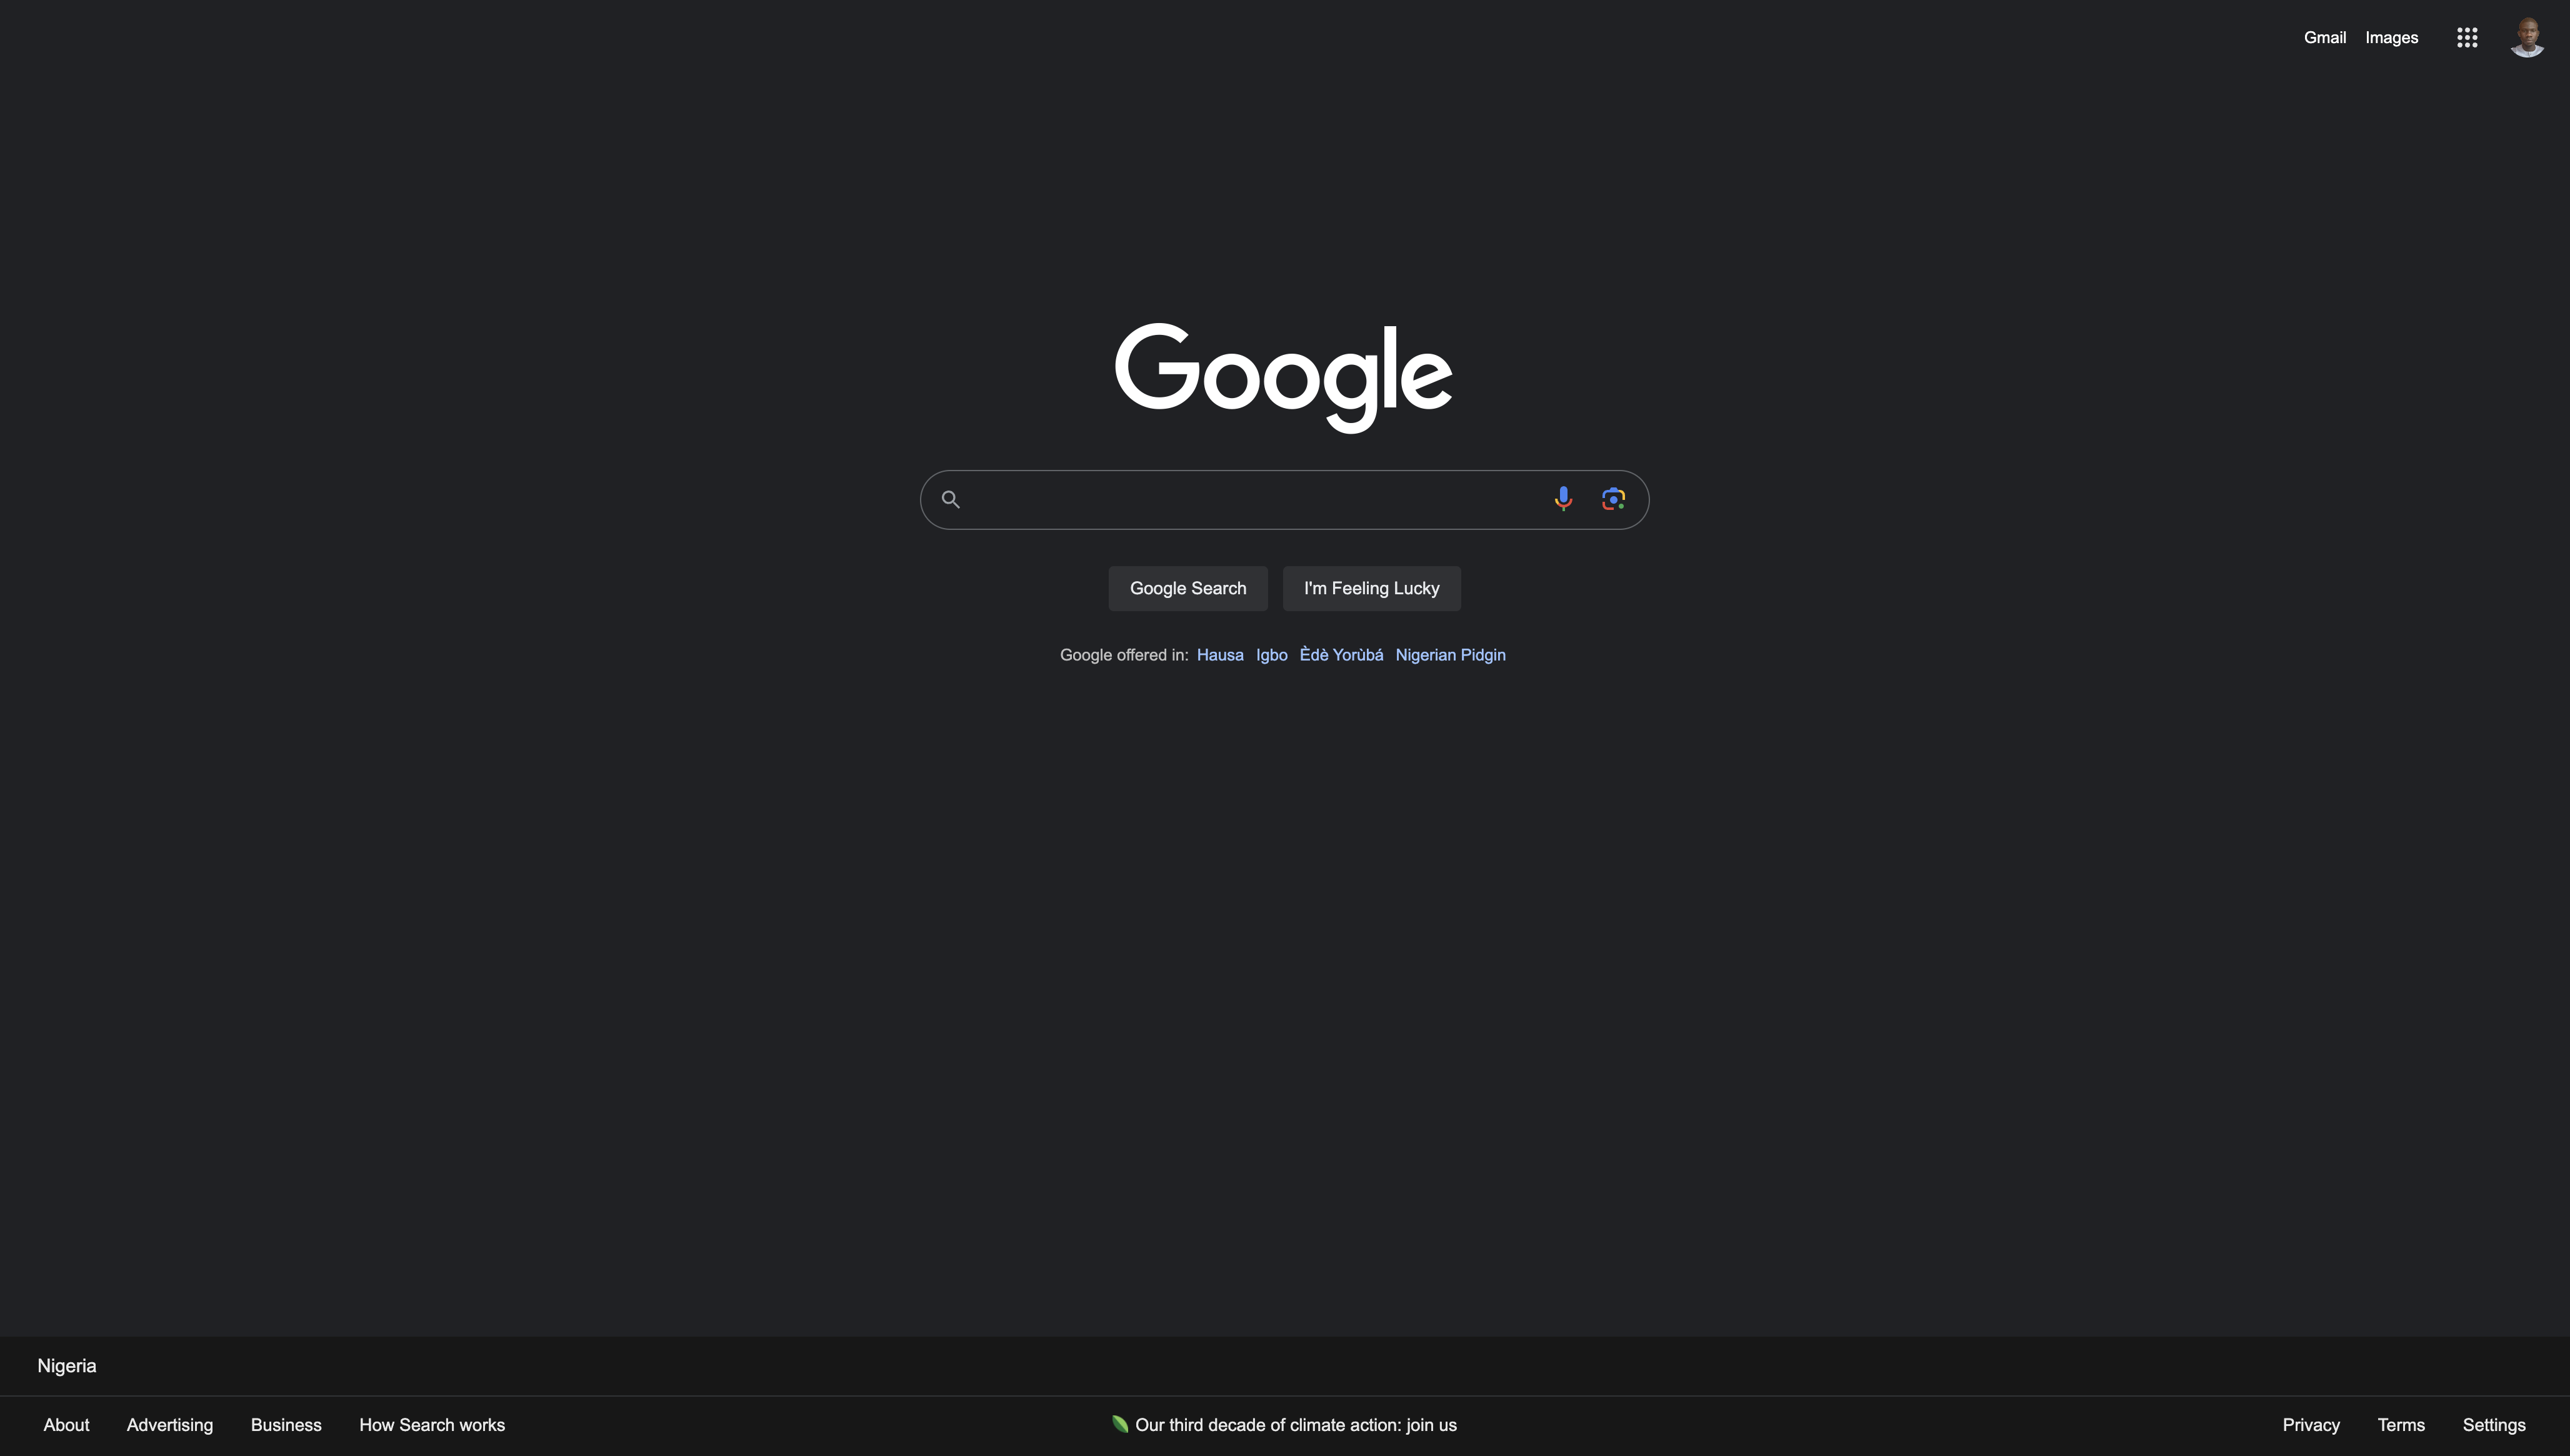 Gmail Images
Google
Google Search I'm Feeling Lucky
Google offered in: Hausa Igbo Èdè Yorùbá Nigerian Pidgin
Nigeria
About Advertising Business How Search works Our third decade of climate action: join us Privacy Terms Settings